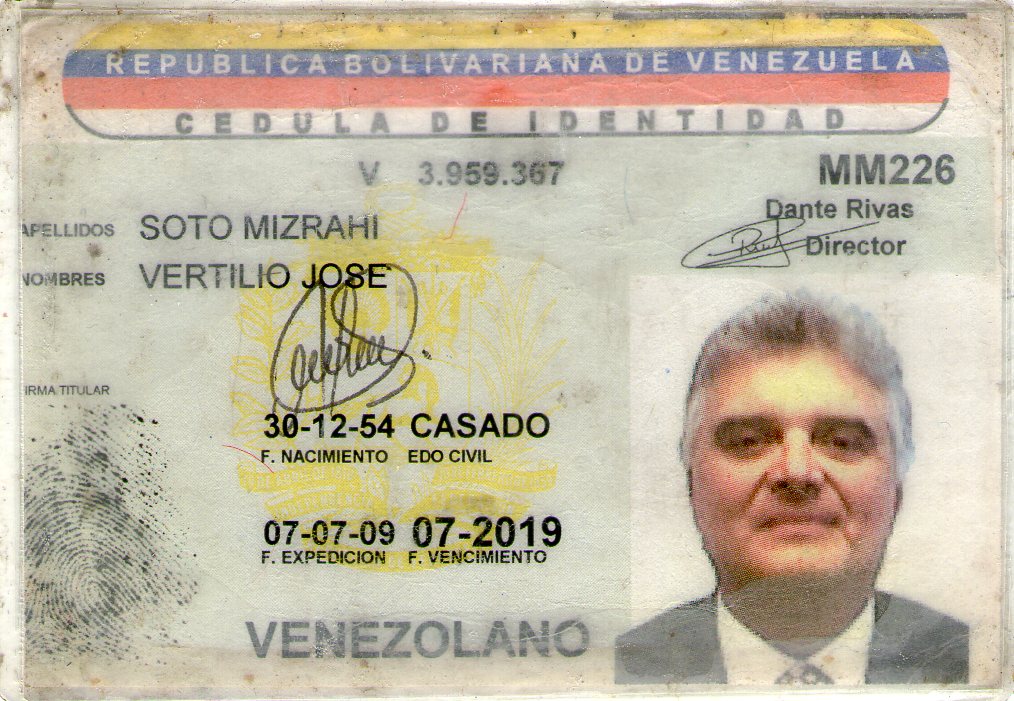 REPUBLICA BOLIVARIANA DE VENEZUELA
CEDULA DE IDENTIDAD
V 3.959.367
MM226
Dante Rivas
Director
APELLIDOS SOTO MIZRAHI
NOMBRES VERTILIO JOSE
FIRMA TITULAR
30-12-54 CASADO
F. NACIMIENTO EDO CIVIL
07-07-09 07-2019
F. EXPEDICION F. VENCIMIENTO
VENEZOLANO